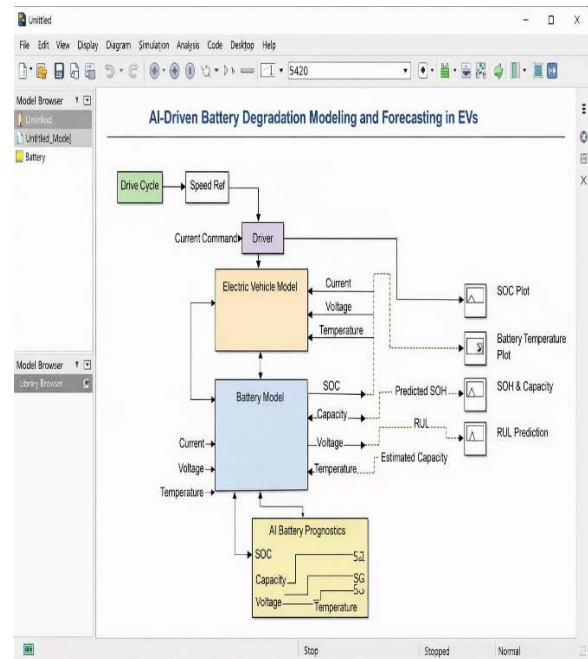 Unititled
File Edit View Display Diagram Simulation Analysis Code Desktop Help
5420
Model Browser
Untitled_Model
Battery
Model Browser
Library Browser
AI-Driven Battery Degradation Modeling and Forecasting in EVs
Drive Cycle
Speed Ref
Current Command
Driver
Electric Vehicle Model
Current
Voltage
Temperature
SOC Plot
Battery Temperature
Plot
Battery Model
SOC
Capacity
Voltage
Temperature
Predicted SOH
RUL
Estimated Capacity
SOH & Capacity
RUL Prediction
Current
Voltage
Temperature
AI Battery Prognostics
SOC
Capacity
Voltage
Temperature
SG
Stop
Stopped
Normal